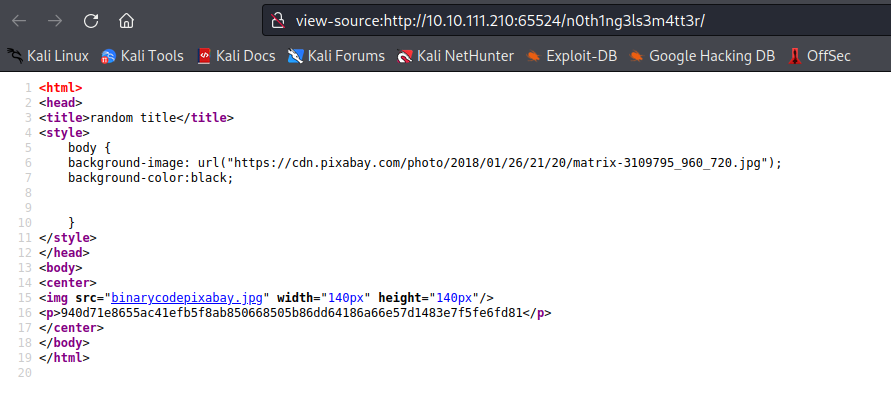 view-source:http://10.10.111.210:65524/n0th1ng3ls3m4tt3r/
Kali Linux Kali Tools Kali Docs Kali Forums Kali NetHunter Exploit-DB Google Hacking DB OffSec
1 <html>
2 <head>
3 <title>random title</title>
4 <style>
5     body {
6     background-image: url("https://cdn.pixabay.com/photo/2018/01/26/21/20/matrix-3109795_960_720.jpg");
7     background-color:black;
8
9
10     }
11 </style>
12 </head>
13 <body>
14 <center>
15 <img src="binarycodepixabay.jpg" width="140px" height="140px"/>
16 <p>940d71e8655ac41efb5f8ab850668505b86dd64186a66e57d1483e7f5fe6fd81</p>
17 </center>
18 </body>
19 </html>
20